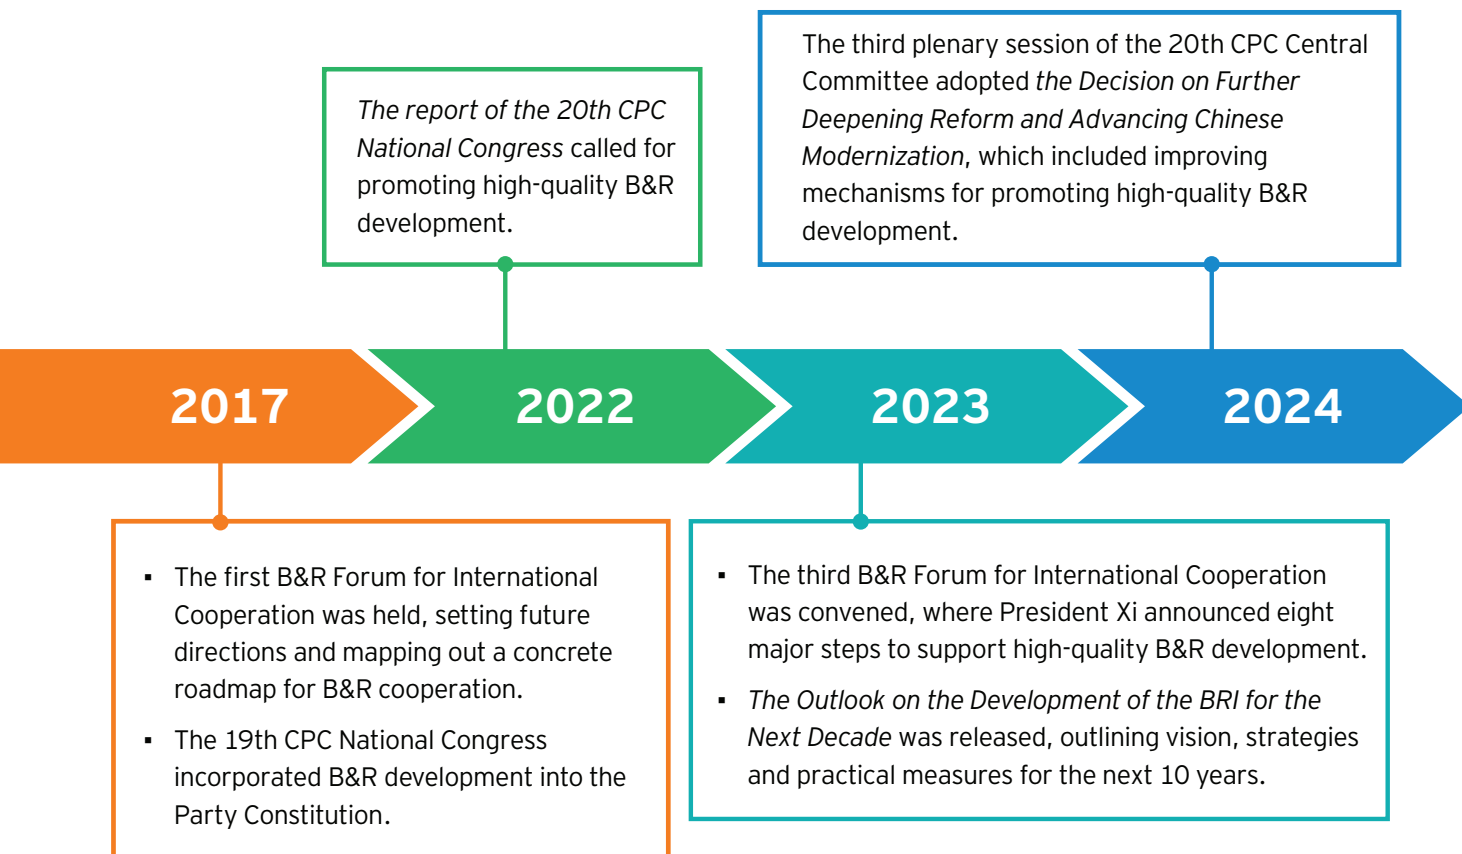 The report of the 20th CPC
National Congress called for
promoting high-quality B&R
development.
The third plenary session of the 20th CPC Central
Committee adopted the Decision on Further
Deepening Reform and Advancing Chinese
Modernization, which included improving
mechanisms for promoting high-quality B&R
development.
2017
2022
2023
2024
▪ The first B&R Forum for International
Cooperation was held, setting future
directions and mapping out a concrete
roadmap for B&R cooperation.
▪ The 19th CPC National Congress
incorporated B&R development into the
Party Constitution.
▪ The third B&R Forum for International Cooperation
was convened, where President Xi announced eight
major steps to support high-quality B&R development.
▪ The Outlook on the Development of the BRI for the
Next Decade was released, outlining vision, strategies
and practical measures for the next 10 years.